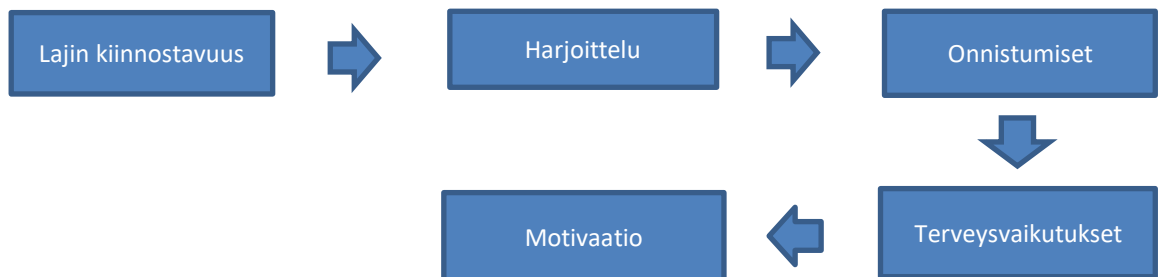 Lajin kiinnostavuus
Harjoittelu
Onnistumiset
Terveysvaikutukset
Motivaatio